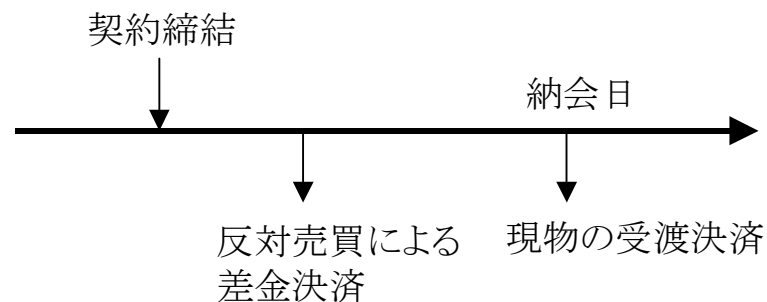 契約締結
納会日
反対売買による
差金決済
現物の受渡決済